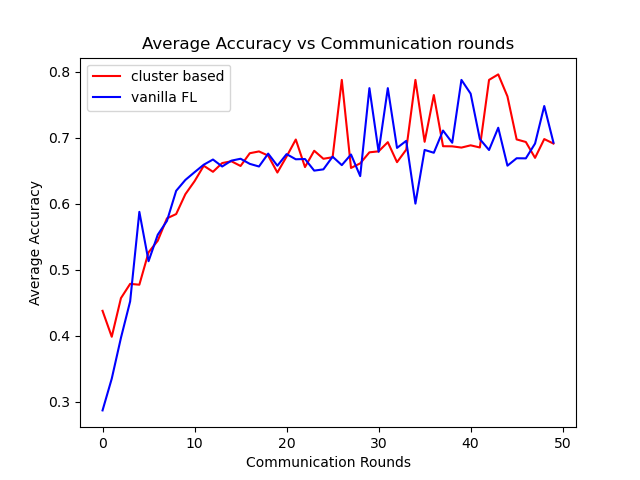 Average Accuracy vs Communication rounds
cluster based
vanilla FL
0.8
0.7
0.6
0.5
0.4
0.3
Average Accuracy
0 10 20 30 40 50
Communication Rounds